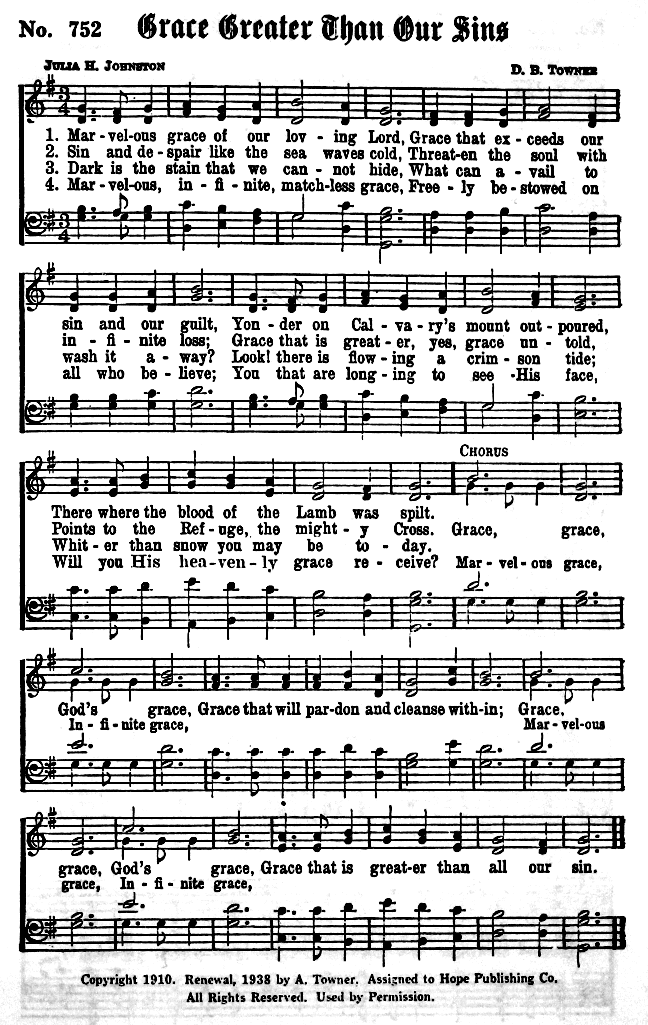 No. 752 Grace Greater Than Our Sins
JULIA H. JOHNSTON
D. B. TOWNER
1. Mar-vel-ous grace of our lov-ing Lord, Grace that ex-ceeds our
2. Sin and de-spair like the sea waves cold, Threat-en the soul with
3. Dark is the stain that we can-not hide, What can a-vail to
4. Mar-vel-ous, in-fi-nite, match-less grace, Free-ly be-stowed on
sin and our guilt, Yon-der on Cal-va-ry's mount out-poured,
in-fi-nite loss; Grace that is great-er, yes, grace un-told,
wash it a-way? Look! there is flow-ing a crim-son tide;
all who be-lieve; You that are long-ing to see His face,
CHORUS
There where the blood of the Lamb was spilt.
Points to the Ref-uge, the might-y Cross. Grace, grace,
Whit-er than snow you may be to-day.
Will you His heav-en-ly grace re-ceive? Mar-vel-ous grace,
God's grace, Grace that will par-don and cleanse with-in; Grace,
In-fi-nite grace, Mar-vel-ous
grace, God's grace, Grace that is great-er than all our sin.
grace, In-fi-nite grace,
Copyright 1910. Renewal, 1938 by A. Towner. Assigned to Hope Publishing Co.
All Rights Reserved. Used by Permission.